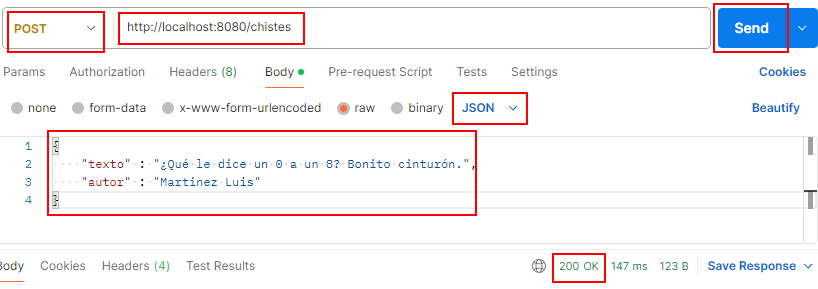 POST http://localhost:8080/chistes Send
Params Authorization Headers (8) Body Pre-request Script Tests Settings Cookies
none form-data x-www-form-urlencoded raw binary JSON Beautify
1 {
2 "texto" : "¿Qué le dice un 0 a un 8? Bonito cinturón.",
3 "autor" : "Martinez Luis"
4 }
Body Cookies Headers (4) Test Results 200 OK 147 ms 123 B Save Response